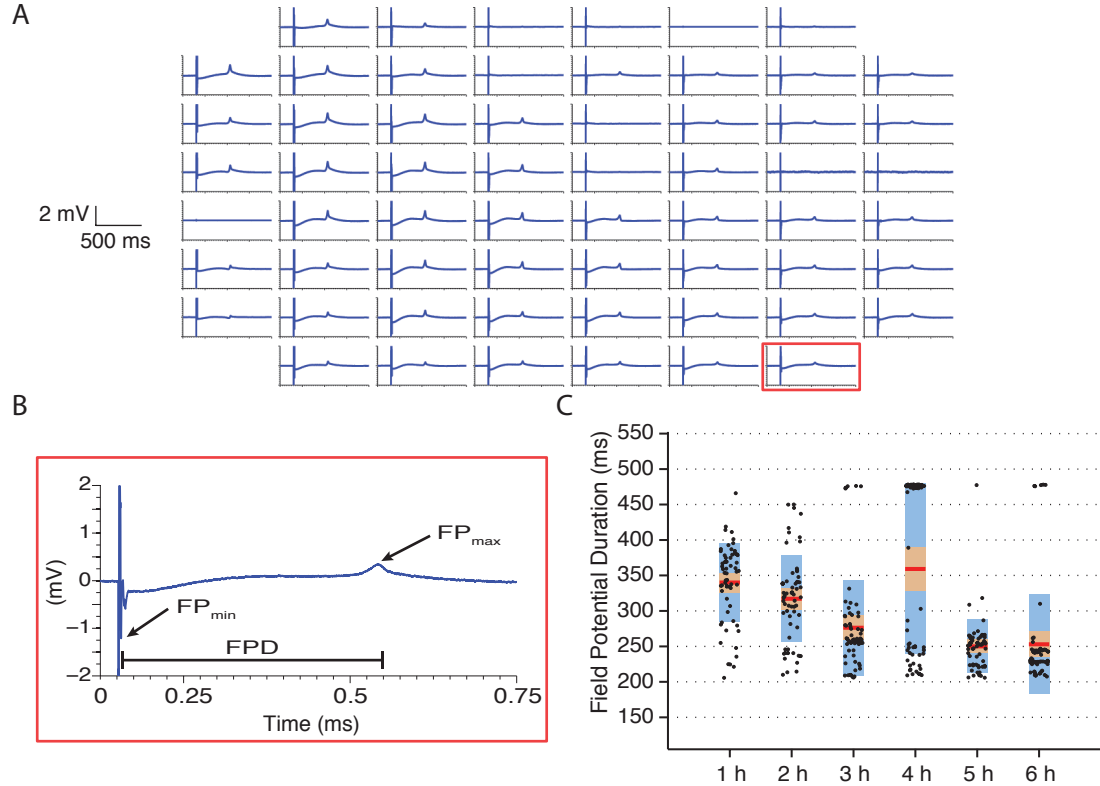 A
2 mV
500 ms
B
C
2
1
0
−1
−2
(mV)
FPmax
FPmin
FPD
0
0.25
0.5
0.75
Time (ms)
Field Potential Duration (ms)
550
500
450
400
350
300
250
200
150
1 h 2 h 3 h 4 h 5 h 6 h